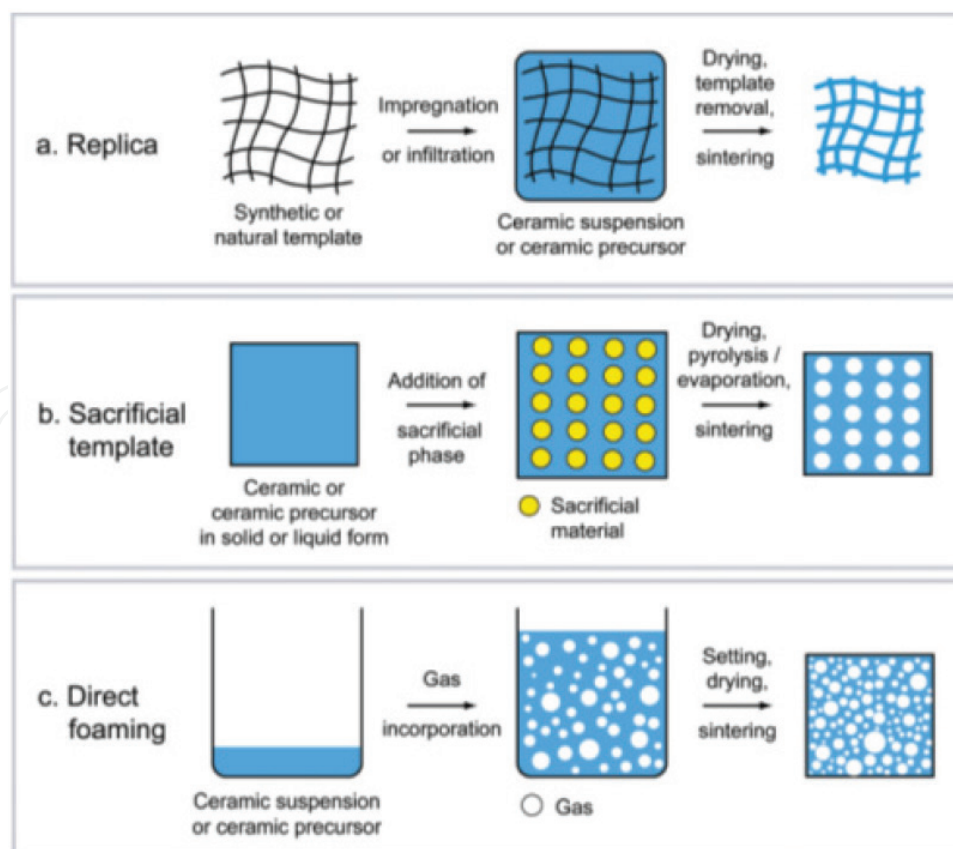 a. Replica
Synthetic or
natural template
Impregnation
or infiltration
Ceramic suspension
or ceramic precursor
Drying,
template
removal,
sintering
b. Sacrificial
template
Ceramic or
ceramic precursor
in solid or liquid form
Addition of
sacrificial
phase
Sacrificial
material
Drying,
pyrolysis /
evaporation,
sintering
c. Direct
foaming
Ceramic suspension
or ceramic precursor
Gas
incorporation
Gas
Setting,
drying,
sintering